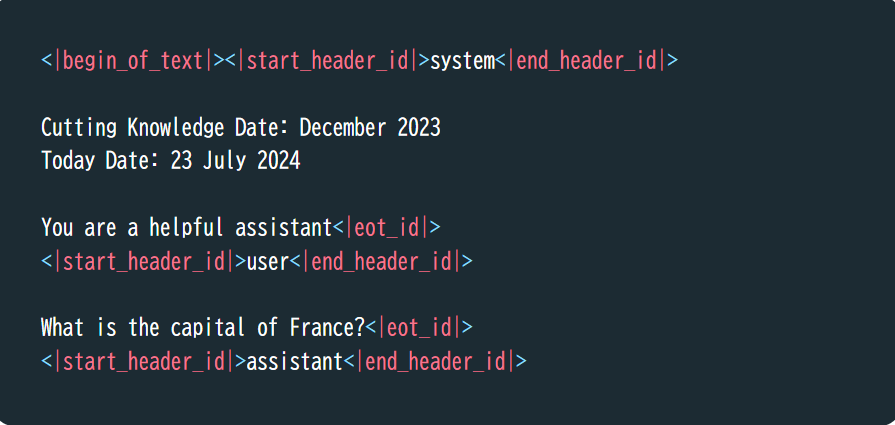 <|begin_of_text|><|start_header_id|>system<|end_header_id|>
Cutting Knowledge Date: December 2023
Today Date: 23 July 2024
You are a helpful assistant<|eot_id|>
<|start_header_id|>user<|end_header_id|>
What is the capital of France?<|eot_id|>
<|start_header_id|>assistant<|end_header_id|>